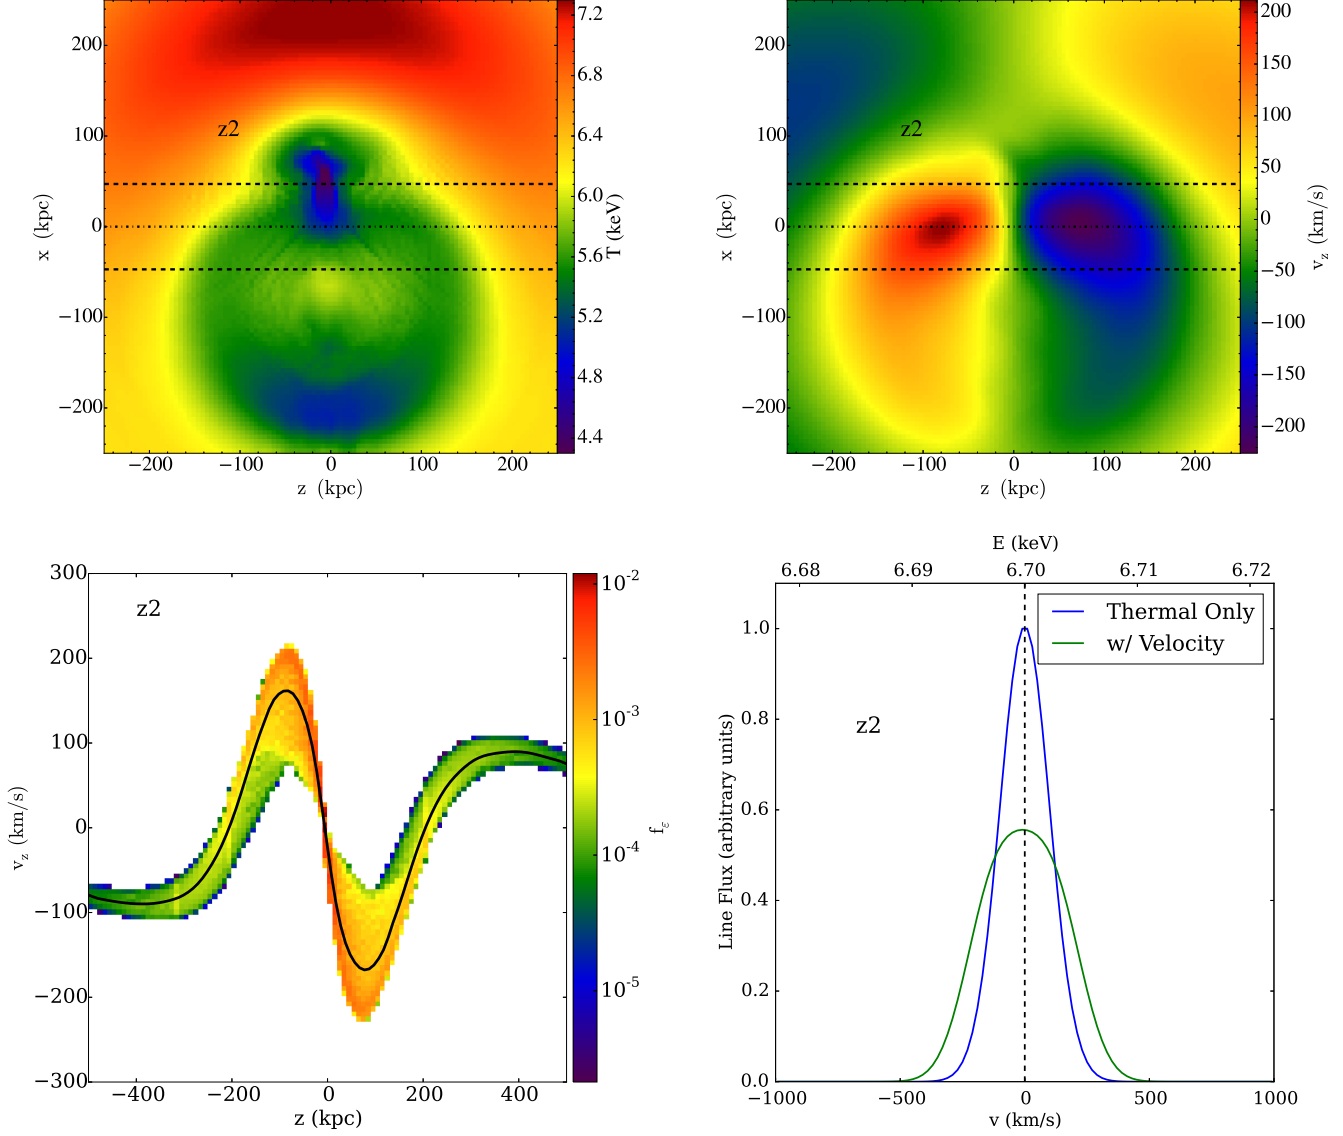 200
100
0
−100
−200
x (kpc)
z2
−200 −100 0 100 200
z (kpc)
7.2
6.8
6.4
6.0
5.6
5.2
4.8
4.4
T (keV)
200
100
0
−100
−200
x (kpc)
z2
−200 −100 0 100 200
z (kpc)
200
150
100
50
0
−50
−100
−150
−200
v_z (km/s)
300
200
100
0
−100
−200
−300
v_z (km/s)
z2
−400 −200 0 200 400
z (kpc)
10^-2
10^-3
10^-4
10^-5
f_ε
E (keV)
6.68 6.69 6.70 6.71 6.72
Thermal Only
w/ Velocity
z2
1.0
0.8
0.6
0.4
0.2
0.0
Line Flux (arbitrary units)
−1000 −500 0 500 1000
v (km/s)